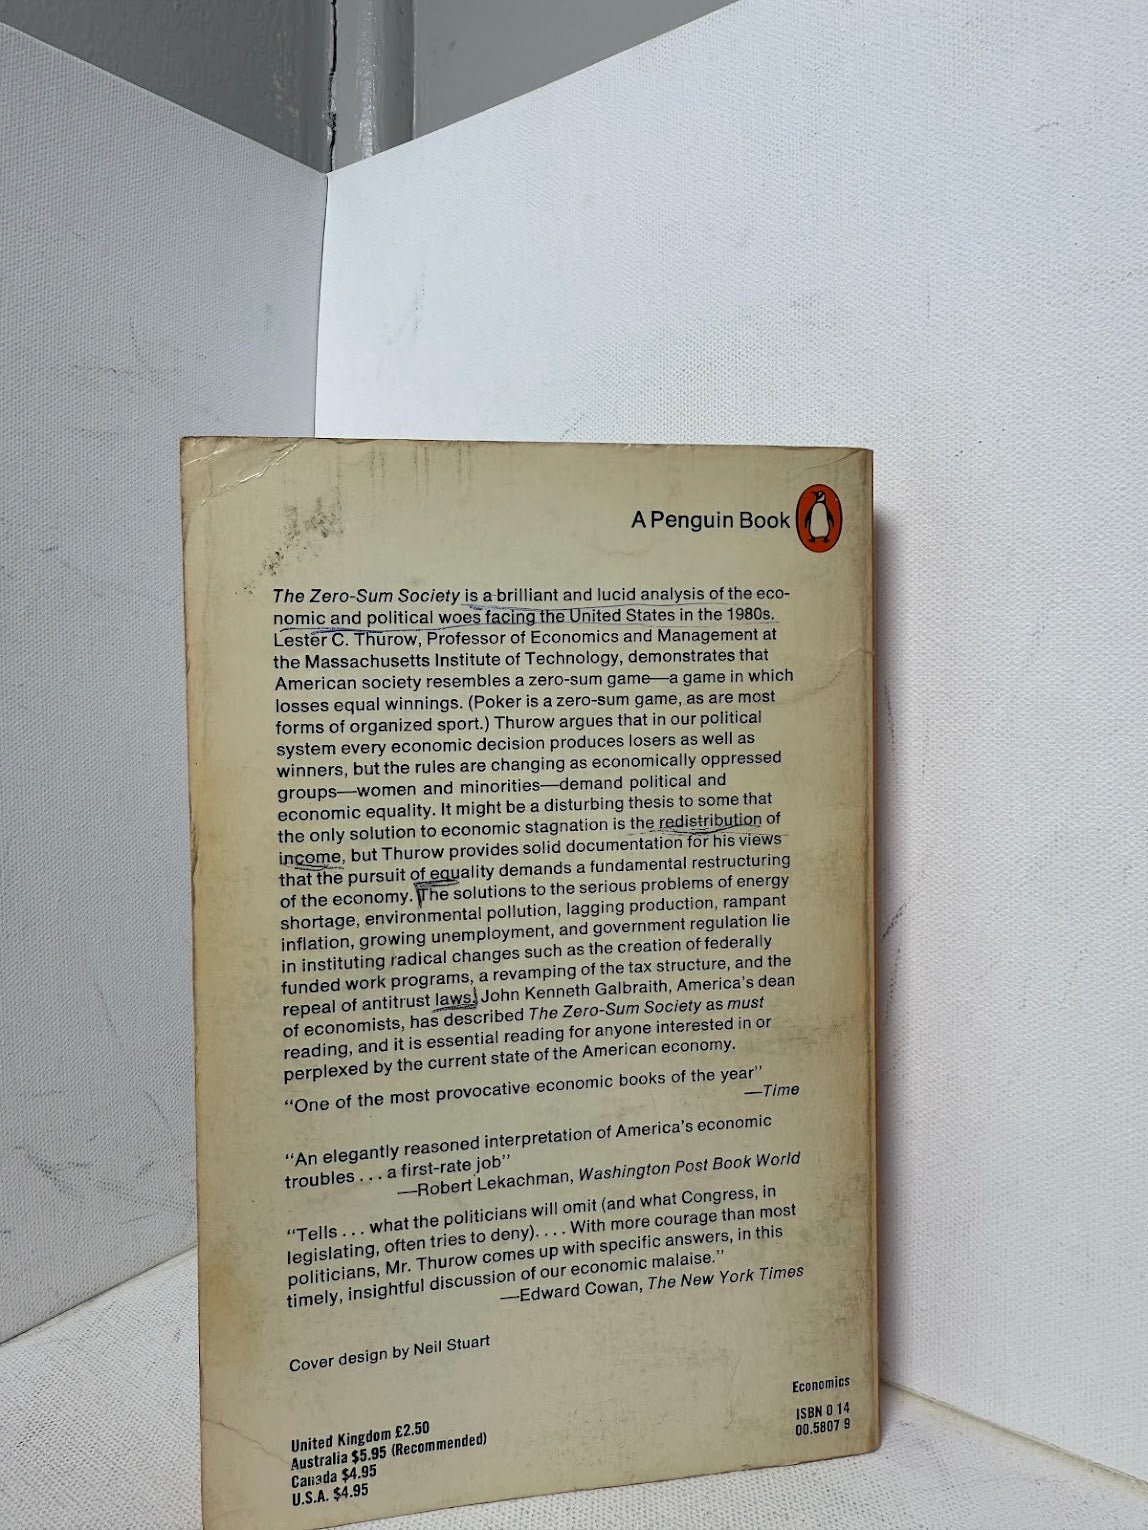 A Penguin Book
The Zero-Sum Society is a brilliant and lucid analysis of the eco-
nomic and political woes facing the United States in the 1980s.
Lester C. Thurow, Professor of Economics and Management at
the Massachusetts Institute of Technology, demonstrates that
American society resembles a zero-sum game—a game in which
losses equal winnings. (Poker is a zero-sum game, as are most
forms of organized sport.) Thurow argues that in our political
system every economic decision produces losers as well as
winners, but the rules are changing as economically oppressed
groups—women and minorities—demand political and
economic equality. It might be a disturbing thesis to some that
the only solution to economic stagnation is the redistribution of
income, but Thurow provides solid documentation for his views
that the pursuit of equality demands a fundamental restructuring
of the economy. The solutions to the serious problems of energy
shortage, environmental pollution, lagging production, rampant
inflation, growing unemployment, and government regulation lie
in instituting radical changes such as the creation of federally
funded work programs, a revamping of the tax structure, and the
repeal of antitrust laws. John Kenneth Galbraith, America's dean
of economists, has described The Zero-Sum Society as must
reading, and it is essential reading for anyone interested in or
perplexed by the current state of the American economy.
"One of the most provocative economic books of the year"
—Time
"An elegantly reasoned interpretation of America's economic
troubles . . . a first-rate job"
—Robert Lekachman, Washington Post Book World
"Tells . . . what the politicians will omit (and what Congress, in
legislating, often tries to deny). . . . With more courage than most
politicians, Mr. Thurow comes up with specific answers, in this
timely, insightful discussion of our economic malaise."
—Edward Cowan, The New York Times
Cover design by Neil Stuart
Economics
ISBN 0 14
00.5807 9
United Kingdom £2.50
Australia $5.95 (Recommended)
Canada $4.95
U.S.A. $4.95